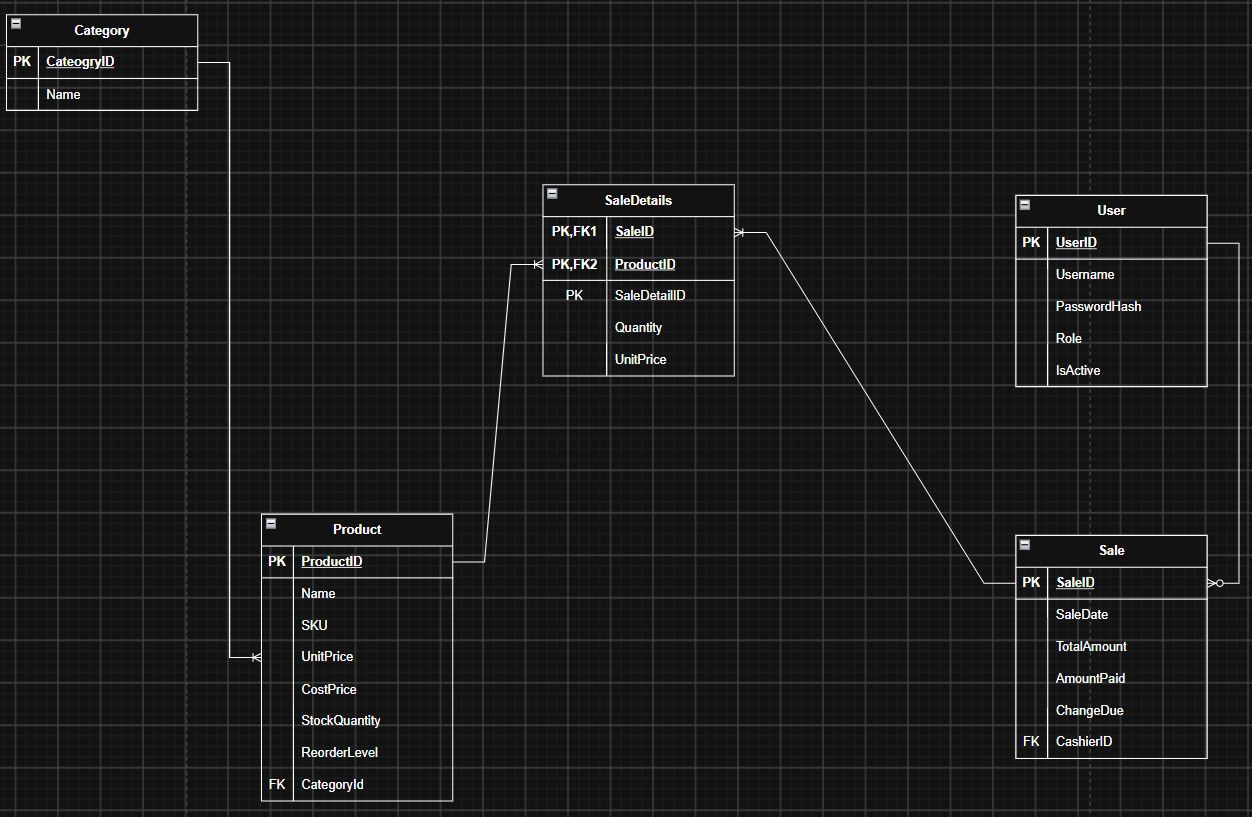 Category
PK CateogryID
Name
SaleDetails
PK,FK1 SaleID
PK,FK2 ProductID
PK SaleDetailID
Quantity
UnitPrice
User
PK UserID
Username
PasswordHash
Role
IsActive
Product
PK ProductID
Name
SKU
UnitPrice
CostPrice
StockQuantity
ReorderLevel
FK CategoryId
Sale
PK SaleID
SaleDate
TotalAmount
AmountPaid
ChangeDue
FK CashierID